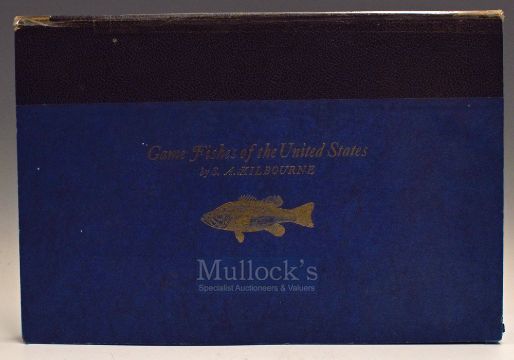 Game Fishes of the United States
by S. A. KILBOURNE
Mullock's
Specialist Auctioneers & Valuers